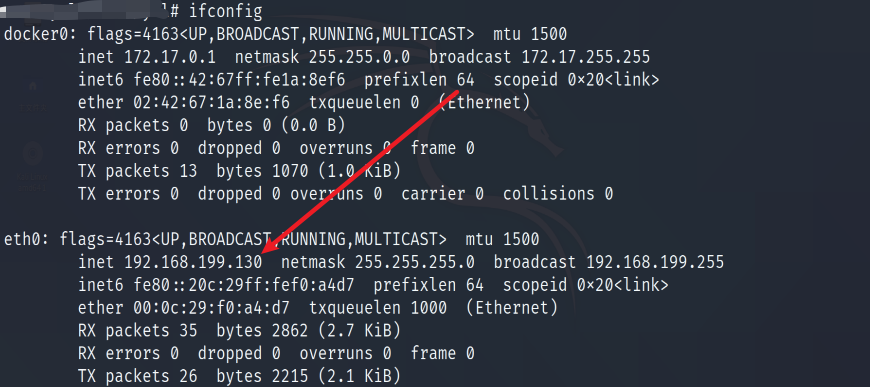 ]# ifconfig
docker0: flags=4163<UP,BROADCAST,RUNNING,MULTICAST>  mtu 1500
        inet 172.17.0.1  netmask 255.255.0.0  broadcast 172.17.255.255
        inet6 fe80::42:67ff:fe1a:8ef6  prefixlen 64  scopeid 0×20<link>
        ether 02:42:67:1a:8e:f6  txqueuelen 0  (Ethernet)
        RX packets 0  bytes 0 (0.0 B)
        RX errors 0  dropped 0  overruns 0  frame 0
        TX packets 13  bytes 1070 (1.0 KiB)
        TX errors 0  dropped 0 overruns 0  carrier 0  collisions 0
eth0: flags=4163<UP,BROADCAST,RUNNING,MULTICAST>  mtu 1500
        inet 192.168.199.130  netmask 255.255.255.0  broadcast 192.168.199.255
        inet6 fe80::20c:29ff:fef0:a4d7  prefixlen 64  scopeid 0×20<link>
        ether 00:0c:29:f0:a4:d7  txqueuelen 1000  (Ethernet)
        RX packets 35  bytes 2862 (2.7 KiB)
        RX errors 0  dropped 0  overruns 0  frame 0
        TX packets 26  bytes 2215 (2.1 KiB)